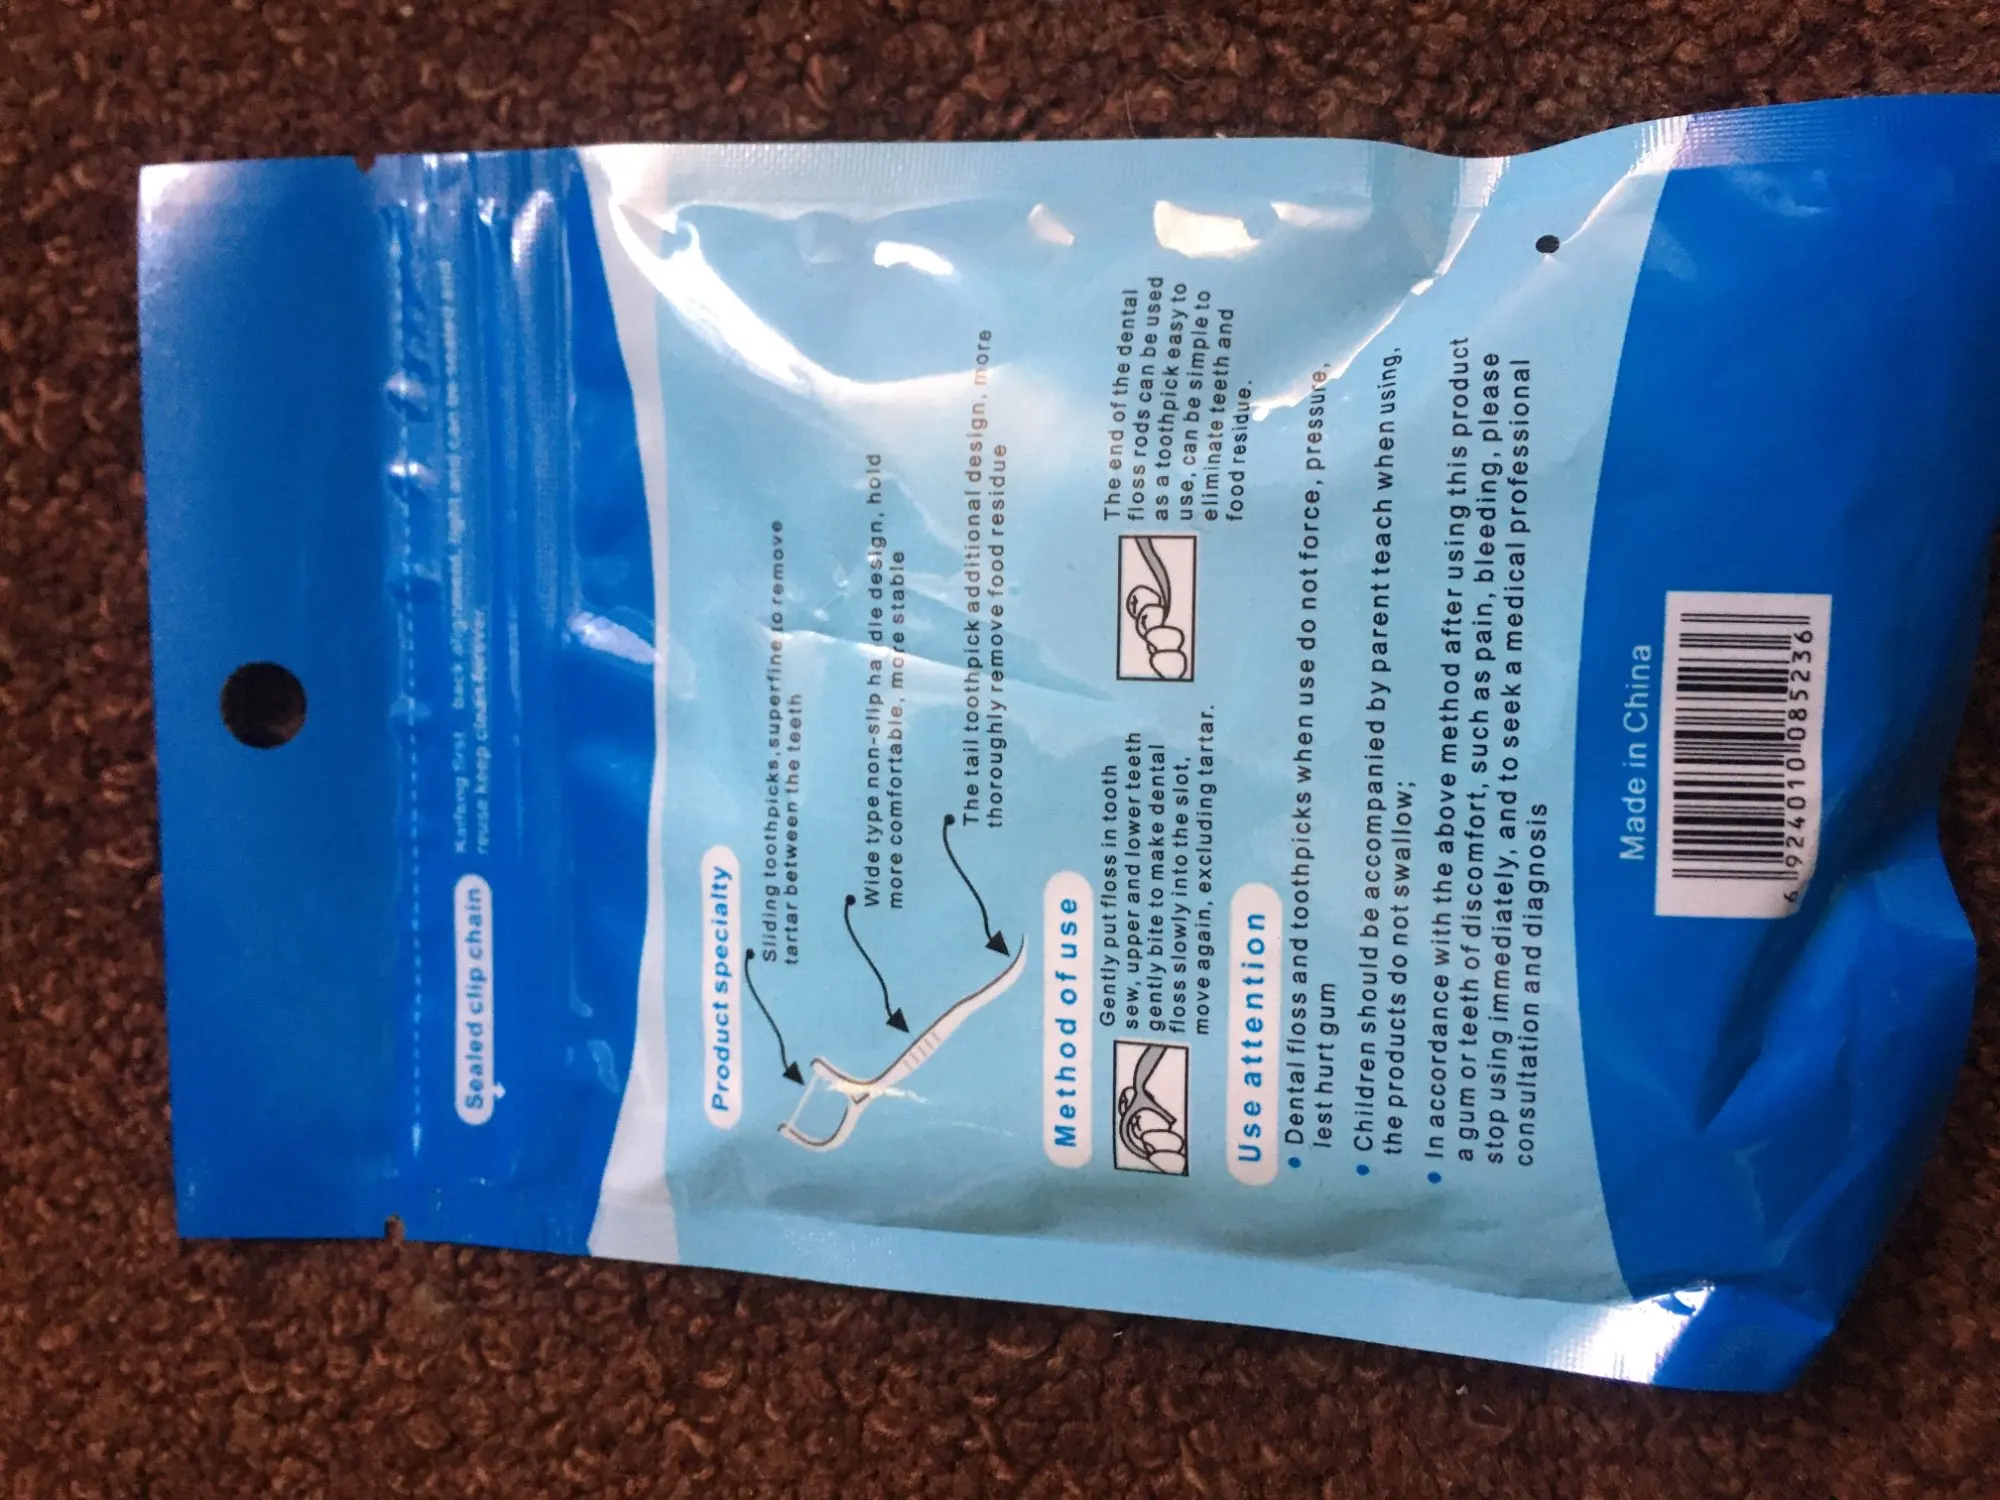 Sealed clip chain
reuse keep clean forever.
Product specialty
Sliding toothpicks, superfine to remove
tartar between the teeth
Wide type non-slip ha dle design, hold
more comfortable, more stable
The tail toothpick additional design, more
thoroughly remove food residue
Method of use
Gently put floss in tooth
sew, upper and lower teeth
gently bite to make dental
floss slowly into the slot,
move again, excluding tartar.
The end of the dental
floss rods can be used
as a toothpick easy to
use, can be simple to
eliminate teeth and
food residue.
Use attention
• Dental floss and toothpicks when use do not force, pressure,
lest hurt gum
• Children should be accompanied by parent teach when using,
the products do not swallow;
• In accordance with the above method after using this product
a gum or teeth of discomfort, such as pain, bleeding, please
stop using immediately, and to seek a medical professional
consultation and diagnosis
Made in China
6 924010 085236